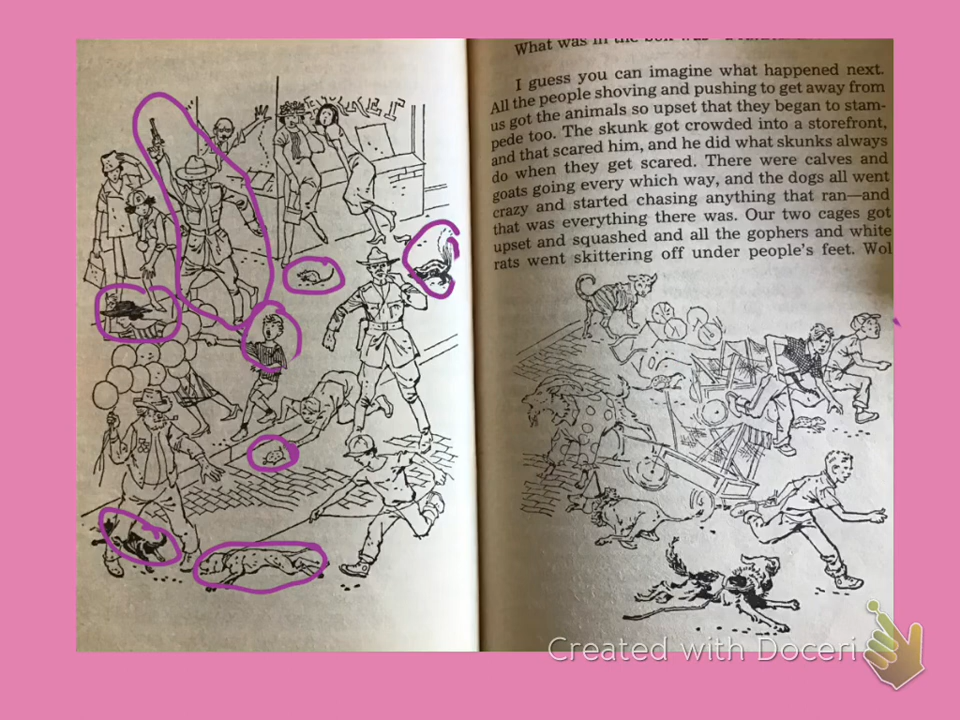 What was in the
I guess you can imagine what happened next.
All the people shoving and pushing to get away from
us got the animals so upset that they began to stam-
pede too. The skunk got crowded into a storefront,
and that scared him, and he did what skunks always
do when they get scared. There were calves and
goats going every which way, and the dogs all went
crazy and started chasing anything that ran—and
that was everything there was. Our two cages got
upset and squashed and all the gophers and white
rats went skittering off under people's feet. Wol
Created with Doceri